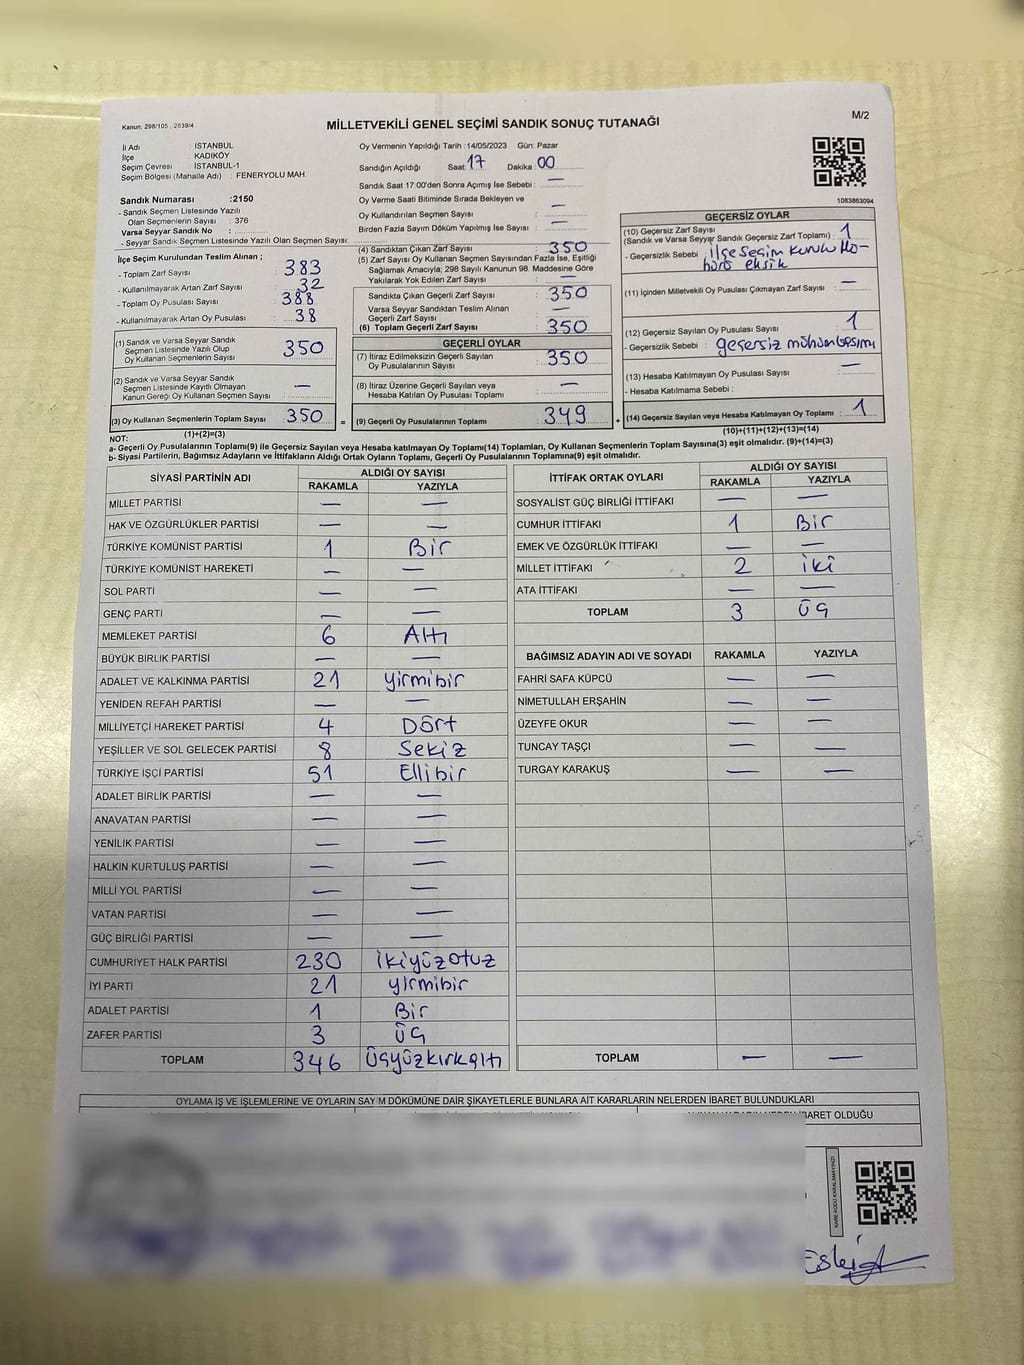 Kanun: 298/105 , 2839/4
MİLLETVEKİLİ GENEL SEÇİMİ SANDIK SONUÇ TUTANAĞI
M/2
İl Adı : İSTANBUL
İlçe : KADIKÖY
Seçim Çevresi : İSTANBUL-1
Seçim Bölgesi (Mahalle Adı) : FENERYOLU MAH.
Sandık Numarası :2150
- Sandık Seçmen Listesinde Yazılı
Olan Seçmenlerin Sayısı : 376
Varsa Seyyar Sandık No :
- Seyyar Sandık Seçmen Listesinde Yazılı Olan Seçmen Sayısı:
İlçe Seçim Kurulundan Teslim Alınan ;
- Toplam Zarf Sayısı : 383
- Kullanılmayarak Artan Zarf Sayısı : 32
- Toplam Oy Pusulası Sayısı : 388
- Kullanılmayarak Artan Oy Pusulası : 38
(1) Sandık ve Varsa Seyyar Sandık
Seçmen Listesinde Yazılı Olup
Oy Kullanan Seçmenlerin Sayısı : 350
(2) Sandık ve Varsa Seyyar Sandık
Seçmen Listesinde Kayıtlı Olmayan
Kanun Gereği Oy Kullanan Seçmen Sayısı : —
(3) Oy Kullanan Seçmenlerin Toplam Sayısı : 350
(1)+(2)=(3)
Oy Vermenin Yapıldığı Tarih : 14/05/2023 Gün: Pazar
Sandığın Açıldığı Saat: 17 Dakika: 00
Sandık Saat 17:00'den Sonra Açımış İse Sebebi : —
Oy Verme Saati Bitiminde Sırada Bekleyen ve
Oy Kullandırılan Seçmen Sayısı : —
Birden Fazla Sayım Döküm Yapılmış İse Sayısı : —
(4) Sandıktan Çıkan Zarf Sayısı : 350
(5) Zarf Sayısı Oy Kullanan Seçmen Sayısından Fazla İse, Eşitliği
Sağlamak Amacıyla; 298 Sayılı Kanunun 98. Maddesine Göre
Yakılarak Yok Edilen Zarf Sayısı : —
Sandıkta Çıkan Geçerli Zarf Sayısı : 350
Varsa Seyyar Sandıktan Teslim Alınan
Geçerli Zarf Sayısı : —
(6) Toplam Geçerli Zarf Sayısı : 350
GEÇERLİ OYLAR
(7) İtiraz Edilmeksizin Geçerli Sayılan
Oy Pusulalarının Sayısı : 350
(8) İtiraz Üzerine Geçerli Sayılan veya
Hesaba Katılan Oy Pusulası Toplamı : —
= (9) Geçerli Oy Pusulalarının Toplamı : 349
1083863094
GEÇERSİZ OYLAR
(10) Geçersiz Zarf Sayısı
(Sandık ve Varsa Seyyar Sandık Geçersiz Zarf Toplamı) : 1
- Geçersizlik Sebebi : ilçe seçim kurulu mü-
hürü eksik
(11) İçinden Milletvekili Oy Pusulası Çıkmayan Zarf Sayısı : —
(12) Geçersiz Sayılan Oy Pusulası Sayısı : 1
- Geçersizlik Sebebi : geçersiz mühür basımı
(13) Hesaba Katılmayan Oy Pusulası Sayısı : —
- Hesaba Katılmama Sebebi :
+ (14) Geçersiz Sayılan veya Hesaba Katılmayan Oy Toplamı : 1
(10)+(11)+(12)+(13)=(14)
NOT:
a- Geçerli Oy Pusulalarının Toplamı(9) ile Geçersiz Sayılan veya Hesaba katılmayan Oy Toplamı(14) Toplamları, Oy Kullanan Seçmenlerin Toplam Sayısına(3) eşit olmalıdır. (9)+(14)=(3)
b- Siyasi Partilerin, Bağımsız Adayların ve İttifakların Aldığı Ortak Oyların Toplamı, Geçerli Oy Pusulalarının Toplamına(9) eşit olmalıdır.
SİYASİ PARTİNİN ADI ALDIĞI OY SAYISI
RAKAMLA YAZIYLA
MİLLET PARTİSİ — —
HAK VE ÖZGÜRLÜKLER PARTİSİ — —
TÜRKİYE KOMÜNİST PARTİSİ 1 Bir
TÜRKİYE KOMÜNİST HAREKETİ — —
SOL PARTİ — —
GENÇ PARTİ — —
MEMLEKET PARTİSİ 6 Altı
BÜYÜK BİRLİK PARTİSİ — —
ADALET VE KALKINMA PARTİSİ 21 yirmibir
YENİDEN REFAH PARTİSİ — —
MİLLİYETÇİ HAREKET PARTİSİ 4 Dört
YEŞİLLER VE SOL GELECEK PARTİSİ 8 Sekiz
TÜRKİYE İŞÇİ PARTİSİ 51 Ellibir
ADALET BİRLİK PARTİSİ — —
ANAVATAN PARTİSİ — —
YENİLİK PARTİSİ — —
HALKIN KURTULUŞ PARTİSİ — —
MİLLİ YOL PARTİSİ — —
VATAN PARTİSİ — —
GÜÇ BİRLİĞİ PARTİSİ — —
CUMHURİYET HALK PARTİSİ 230 ikiyüzotuz
İYİ PARTİ 21 yirmibir
ADALET PARTİSİ 1 Bir
ZAFER PARTİSİ 3 Üç
TOPLAM 346 Üçyüzkırkaltı
İTTİFAK ORTAK OYLARI ALDIĞI OY SAYISI
RAKAMLA YAZIYLA
SOSYALİST GÜÇ BİRLİĞİ İTTİFAKI — —
CUMHUR İTTİFAKI 1 Bir
EMEK VE ÖZGÜRLÜK İTTİFAKI — —
MİLLET İTTİFAKI 2 iki
ATA İTTİFAKI — —
TOPLAM 3 üç
BAĞIMSIZ ADAYIN ADI VE SOYADI RAKAMLA YAZIYLA
FAHRİ SAFA KÜPCÜ — —
NİMETULLAH ERŞAHİN — —
ÜZEYFE OKUR — —
TUNCAY TAŞÇI — —
TURGAY KARAKUŞ — —
TOPLAM — —
OYLAMA İŞ VE İŞLEMLERİNE VE OYLARIN SAYIM DÖKÜMÜNE DAİR ŞİKAYETLERLE BUNLARA AİT KARARLARIN NELERDEN İBARET BULUNDUKLARI
İBARET OLDUĞU
KARE KODU KARALAMAYINIZ!